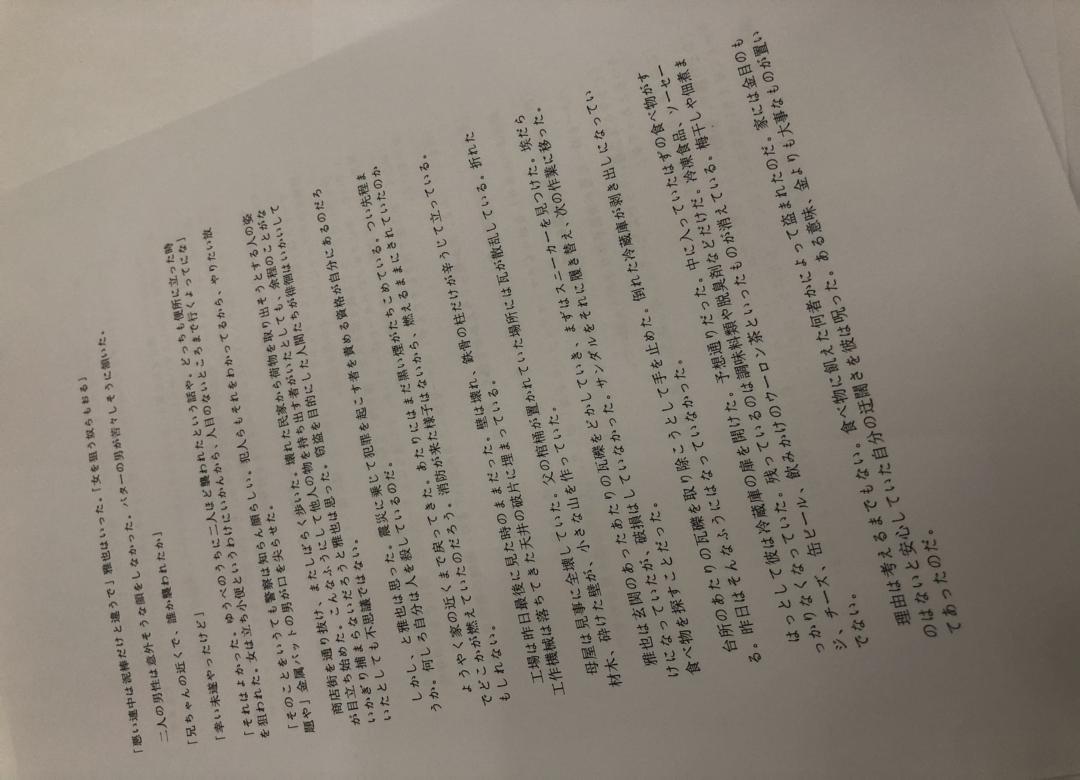 「悪い連中は泥棒だけと違うで」雅也はいった。「女を狙う奴らもおる」
二人の男性は意外そうな顔をしなかった。バターの男が苦々しそうに頷いた。
「兄ちゃんの近くで、誰か襲われたか」
「幸い未遂やったけど」
「それはよかった。ゆうべのうちに二人ほど襲われたという話や。どっちも便所に立った時
を狙われた。女は立ち小便というわけにいかんから、人目のないところまで行くよってにな」
「そのことをいうても警察は知らん顔らしい。犯人らもそれをわかってるから、やりたい放
題や」金属バットの男が口を尖らせた。
商店街を通り抜け、またしばらく歩いた。壊れた民家から荷物を取り出そうとする人の姿
が目立ち始めた。こんなふうにして他人の物を持ち出す者がいたとしても、余程のことがな
いかぎり捕まらないだろうと雅也は思った。窃盗を目的にした人間たちが徘徊はいかいして
いたとしても不思議ではない。
しかし、と雅也は思った。震災に乗じて犯罪を起こす者を責める資格が自分にあるのだろ
うか。何しろ自分は人を殺しているのだ。
ようやく家の近くまで戻ってきた。あたりにはまだ黒い煙がたちこめている。つい先程ま
でどこかが燃えていたのだろう。消防が来た様子はないから、燃えるままにされていたのか
もしれない。
工場は昨日最後に見た時のままだった。壁は壊れ、鉄骨の柱だけが辛うじて立っている。
工作機械は落ちてきた天井の破片に埋まっている。
母屋は見事に全壊していた。父の棺桶が置かれていた場所には瓦が散乱している。折れた
材木、砕けた壁が、小さな山を作っていた。
雅也は玄関のあったあたりの瓦礫をどかしていき、まずはスニーカーを見つけた。埃だら
けになっていたが、破損はしていなかった。サンダルをそれに履き替え、次の作業に移った。
食べ物を探すことだった。
台所のあたりの瓦礫を取り除こうとして手を止めた。倒れた冷蔵庫が剥き出しになってい
る。昨日はそんなふうにはなっていなかった。
はっとして彼は冷蔵庫の扉を開けた。予想通りだった。中に入っていたはずの食べ物がす
っかりなくなっていた。残っているのは調味料類や脱臭剤などだけだ。冷凍食品、ソーセー
ジ、チーズ、缶ビール、飲みかけのウーロン茶といったものが消えている。梅干しや佃煮ま
でない。
理由は考えるまでもない。食べ物に飢えた何者かによって盗まれたのだ。家には金目のも
のはないと安心していた自分の迂闊さを彼は呪った。ある意味、金よりも大事なものが置い
てあったのだ。